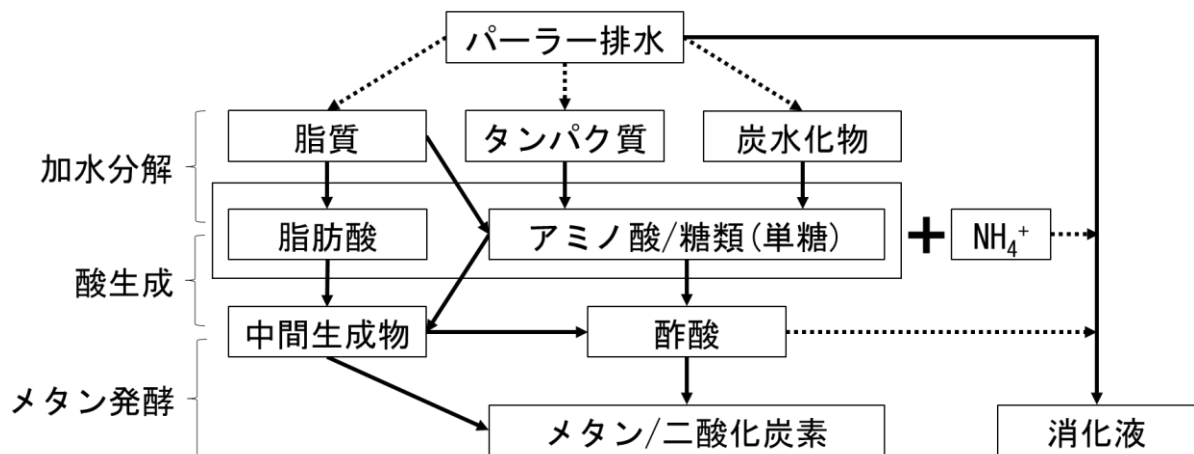 パーラー排水
脂質
タンパク質
炭水化物
加水分解
脂肪酸
アミノ酸/糖類(単糖)
+
NH₄⁺
酸生成
中間生成物
酢酸
メタン発酵
メタン/二酸化炭素
消化液